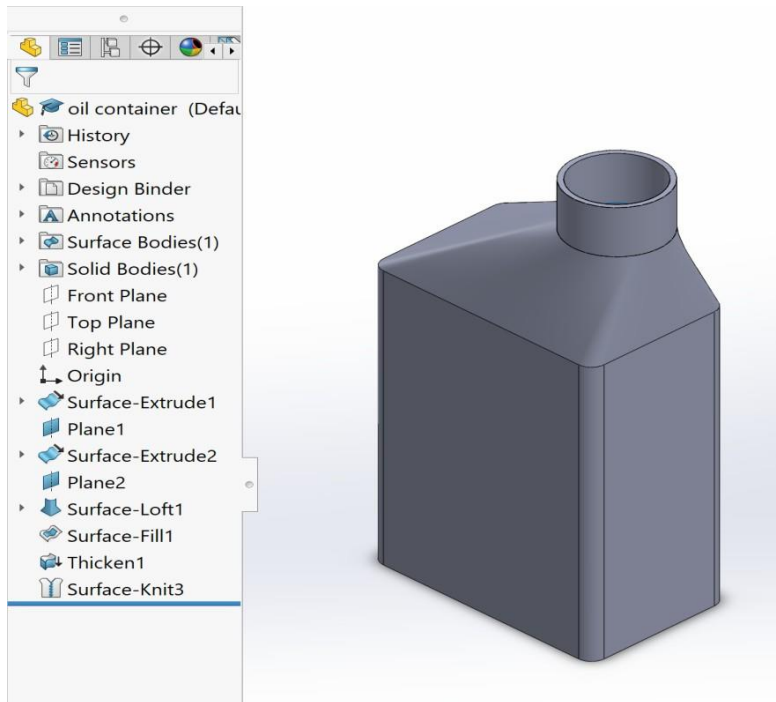 oil container (Defau
History
Sensors
Design Binder
Annotations
Surface Bodies(1)
Solid Bodies(1)
Front Plane
Top Plane
Right Plane
Origin
Surface-Extrude1
Plane1
Surface-Extrude2
Plane2
Surface-Loft1
Surface-Fill1
Thicken1
Surface-Knit3